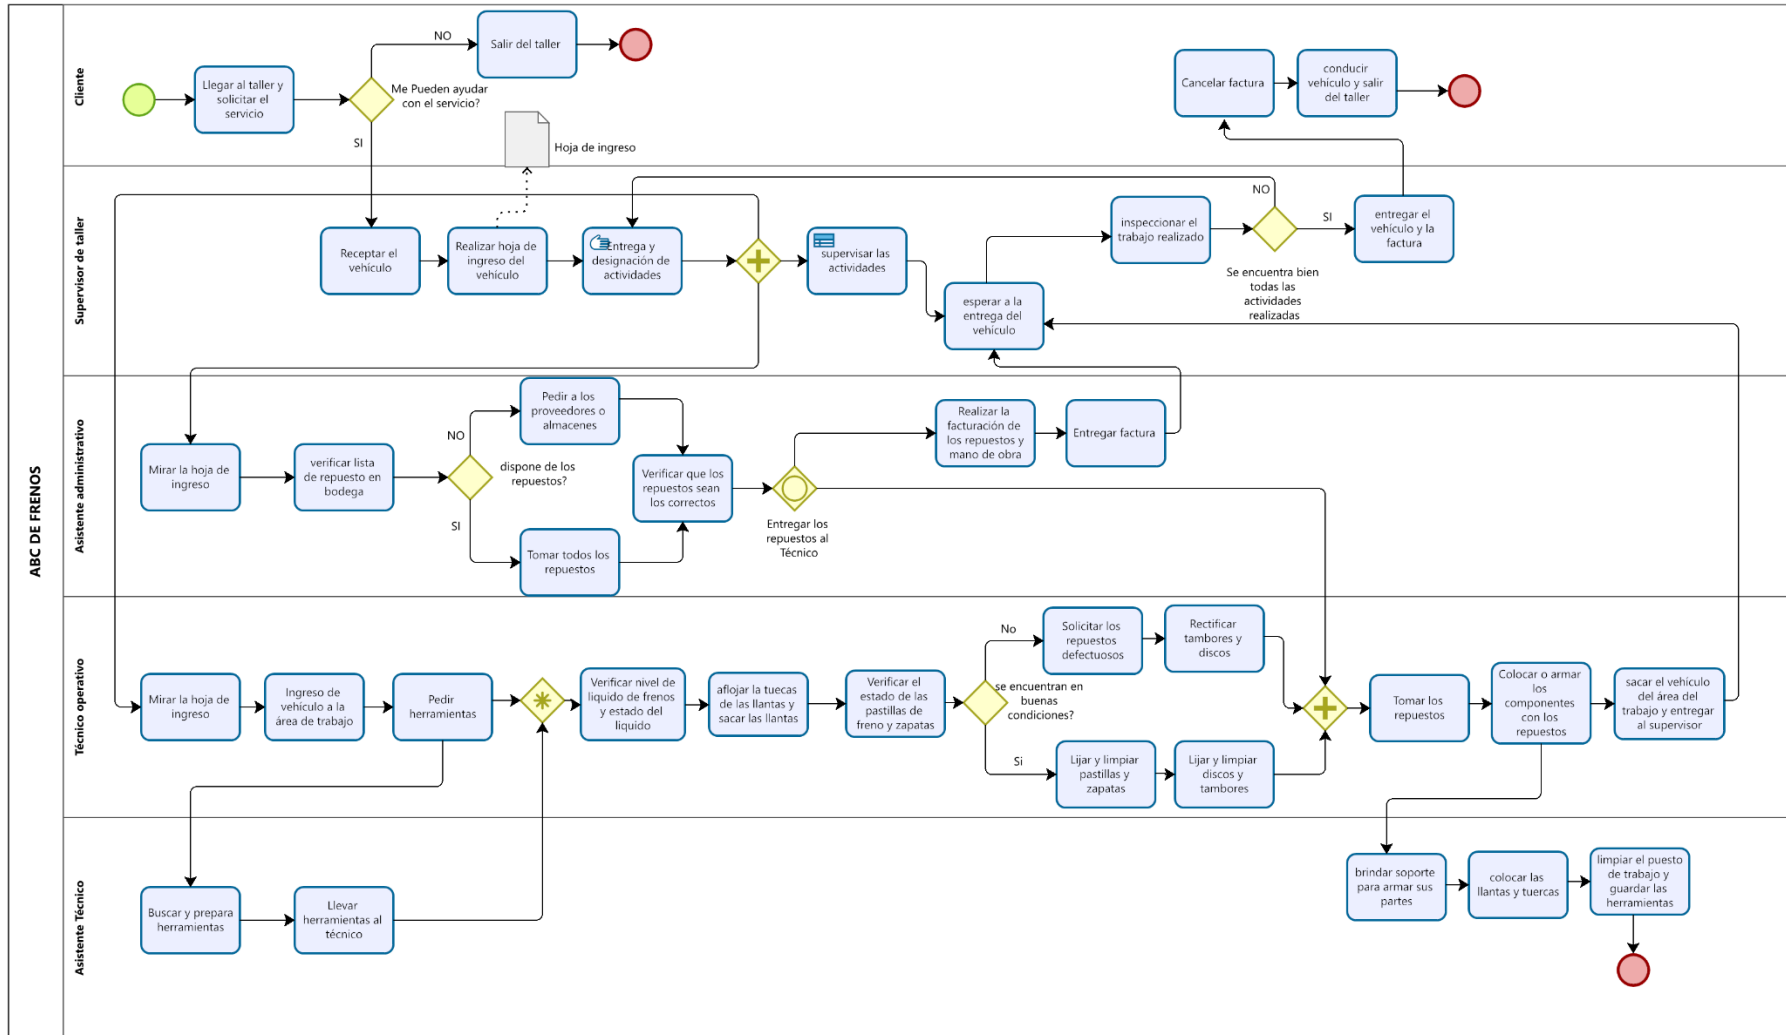 ABC DE FRENOS
Cliente
Llegar al taller y
solicitar el
servicio
Me Pueden ayudar
con el servicio?
NO
Salir del taller
SI
Hoja de ingreso
Cancelar factura
conducir
vehículo y salir
del taller
Supervisor de taller
Receptar el
vehículo
Realizar hoja de
ingreso del
vehículo
Entrega y
designación de
actividades
supervisar las
actividades
esperar a la
entrega del
vehículo
inspeccionar el
trabajo realizado
NO
SI
Se encuentra bien
todas las
actividades
realizadas
entregar el
vehículo y la
factura
Asistente administrativo
Mirar la hoja de
ingreso
verificar lista
de repuesto en
bodega
NO
SI
dispone de los
repuestos?
Pedir a los
proveedores o
almacenes
Tomar todos los
repuestos
Verificar que los
repuestos sean
los correctos
Entregar los
repuestos al
Técnico
Realizar la
facturación de
los repuestos y
mano de obra
Entregar factura
Técnico operativo
Mirar la hoja de
ingreso
Ingreso de
vehículo a la
área de trabajo
Pedir
herramientas
Verificar nivel de
liquido de frenos
y estado del
liquido
aflojar la tuecas
de las llantas y
sacar las llantas
Verificar el
estado de las
pastillas de
freno y zapatas
No
se encuentran en
buenas
condiciones?
Si
Solicitar los
repuestos
defectuosos
Rectificar
tambores y
discos
Lijar y limpiar
pastillas y
zapatas
Lijar y limpiar
discos y
tambores
Tomar los
repuestos
Colocar o armar
los
componentes
con los
repuestos
sacar el vehículo
del área del
trabajo y entregar
al supervisor
Asistente Técnico
Buscar y prepara
herramientas
Llevar
herramientas al
técnico
brindar soporte
para armar sus
partes
colocar las
llantas y tuercas
limpiar el puesto
de trabajo y
guardar las
herramientas